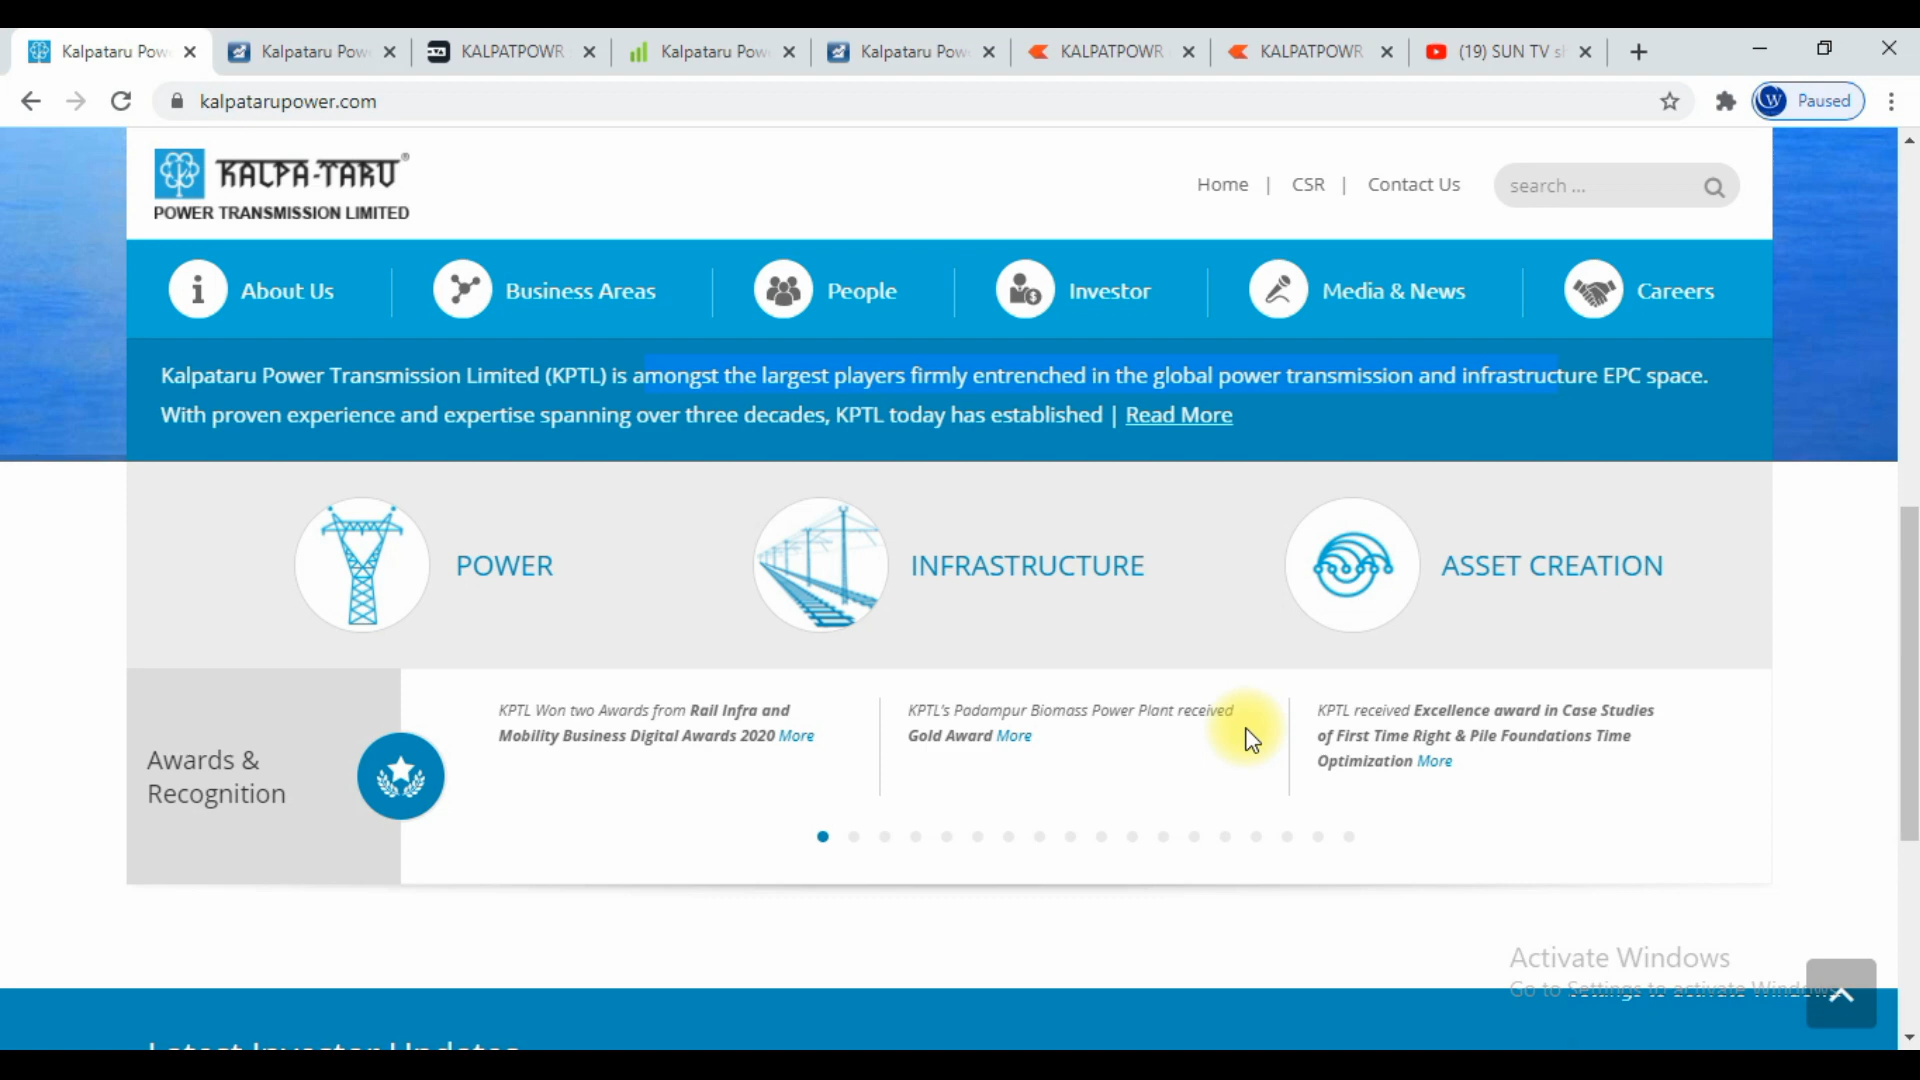 Kalpataru Pow
Kalpataru Pow
KALPATPOWR
Kalpataru Pow
Kalpataru Pow
KALPATPOWR
KALPATPOWR
(19) SUN TV s
kalpatarupower.com
W
Paused
KALPA-TARU®
POWER TRANSMISSION LIMITED
Home | CSR | Contact Us
search ...
About Us
Business Areas
People
Investor
Media & News
Careers
Kalpataru Power Transmission Limited (KPTL) is amongst the largest players firmly entrenched in the global power transmission and infrastructure EPC space.
With proven experience and expertise spanning over three decades, KPTL today has established | Read More
POWER
INFRASTRUCTURE
ASSET CREATION
Awards &
Recognition
KPTL Won two Awards from Rail Infra and
Mobility Business Digital Awards 2020 More
KPTL's Padampur Biomass Power Plant received
Gold Award More
KPTL received Excellence award in Case Studies
of First Time Right & Pile Foundations Time
Optimization More
Activate Windows
Go to Settings to activate Windows.
Latest Investor Updates